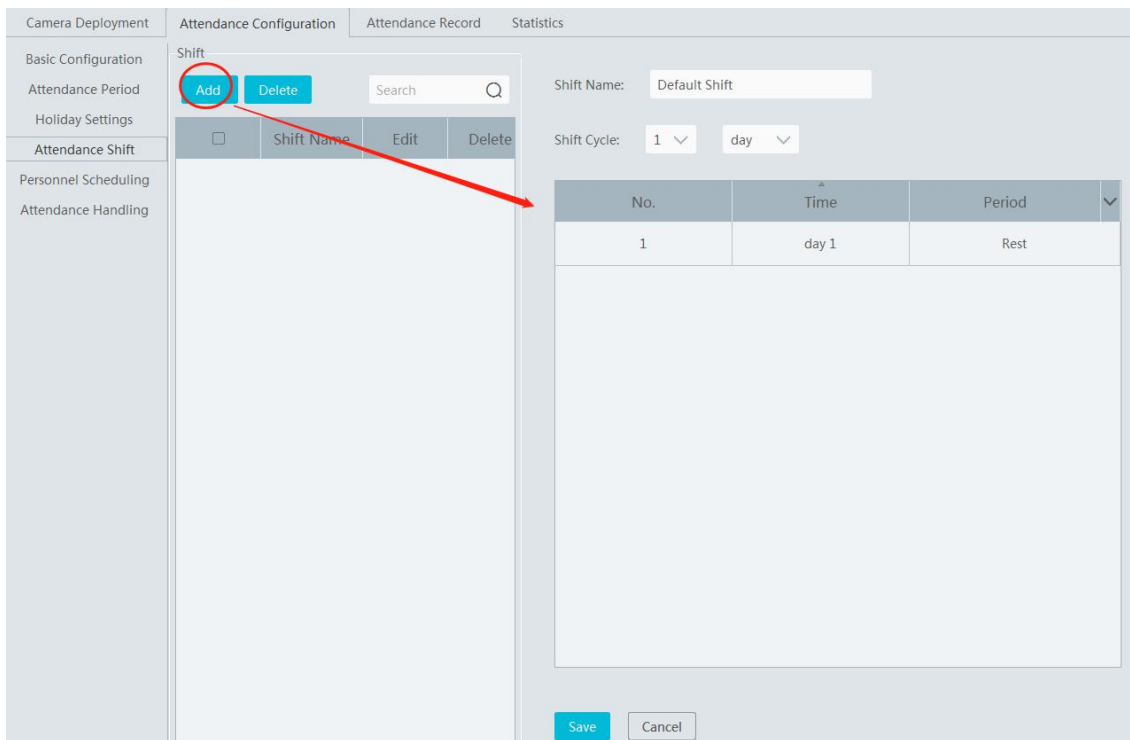 Camera Deployment Attendance Configuration Attendance Record Statistics
Basic Configuration
Attendance Period
Holiday Settings
Attendance Shift
Personnel Scheduling
Attendance Handling
Shift
Add Delete Search
Shift Name Edit Delete
Shift Name: Default Shift
Shift Cycle: 1 day
No. Time Period
1 day 1 Rest
Save Cancel